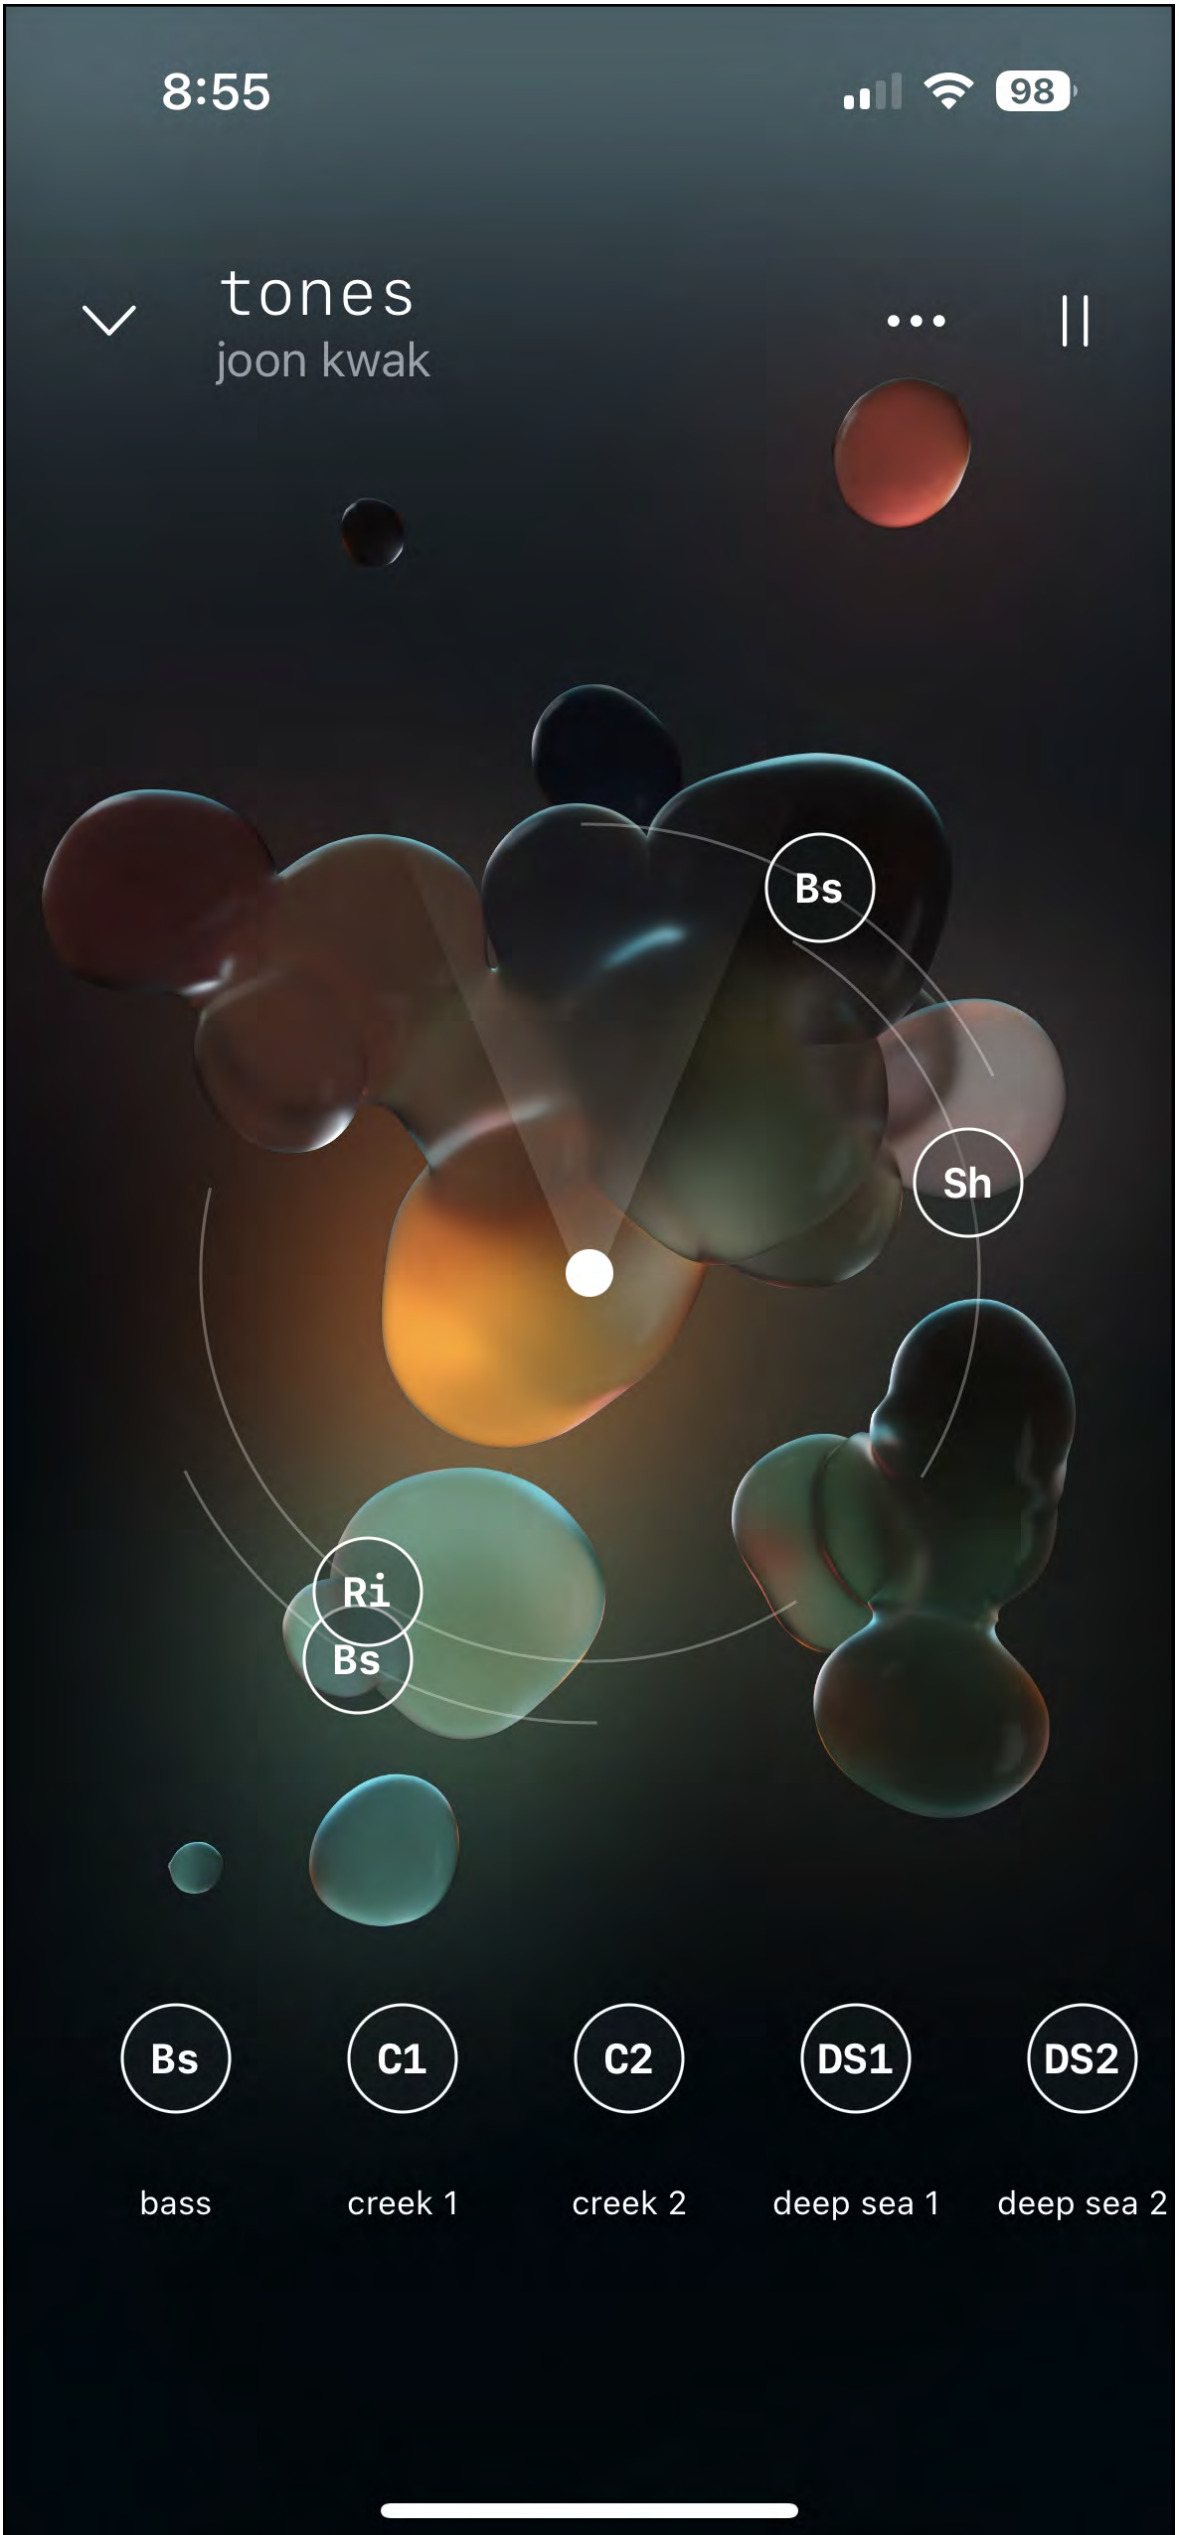 8:55
98
tones
joon kwak
Bs
Sh
Ri
Bs
Bs C1 C2 DS1 DS2
bass creek 1 creek 2 deep sea 1 deep sea 2